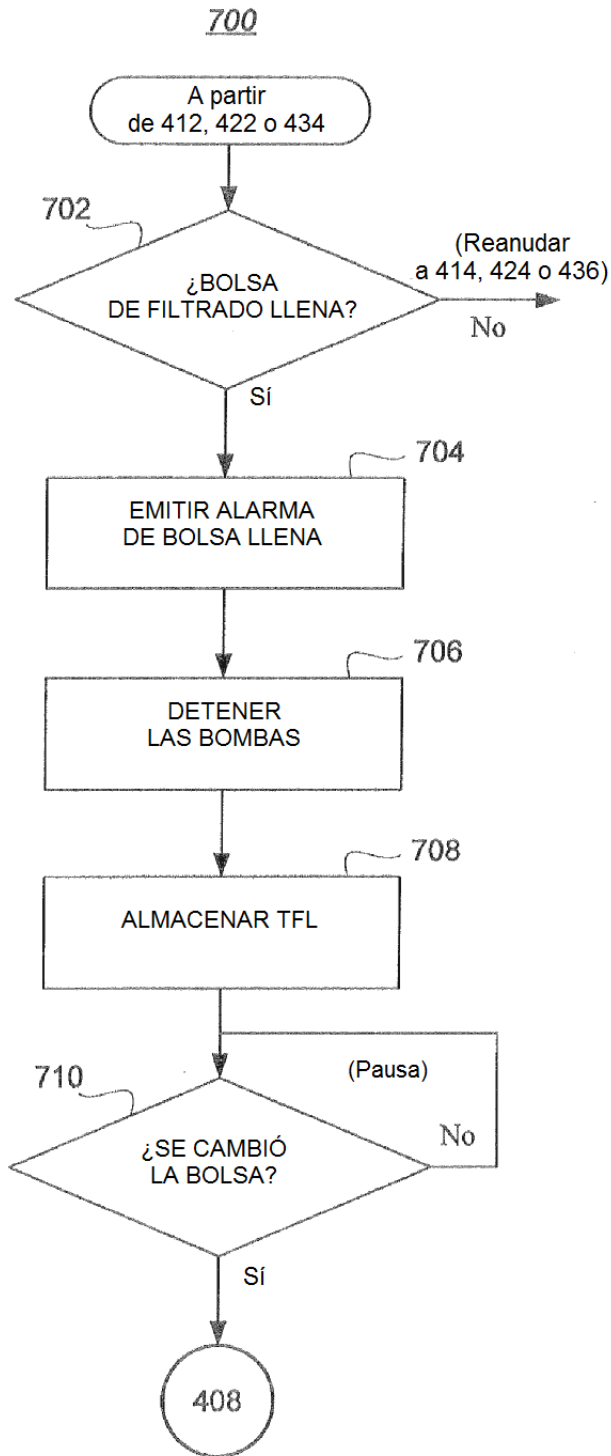 700
A partir
de 412, 422 o 434
702
(Reanudar
a 414, 424 o 436)
¿BOLSA
DE FILTRADO LLENA?
No
Sí
704
EMITIR ALARMA
DE BOLSA LLENA
706
DETENER
LAS BOMBAS
708
ALMACENAR TFL
710
(Pausa)
¿SE CAMBIÓ
LA BOLSA?
No
Sí
408